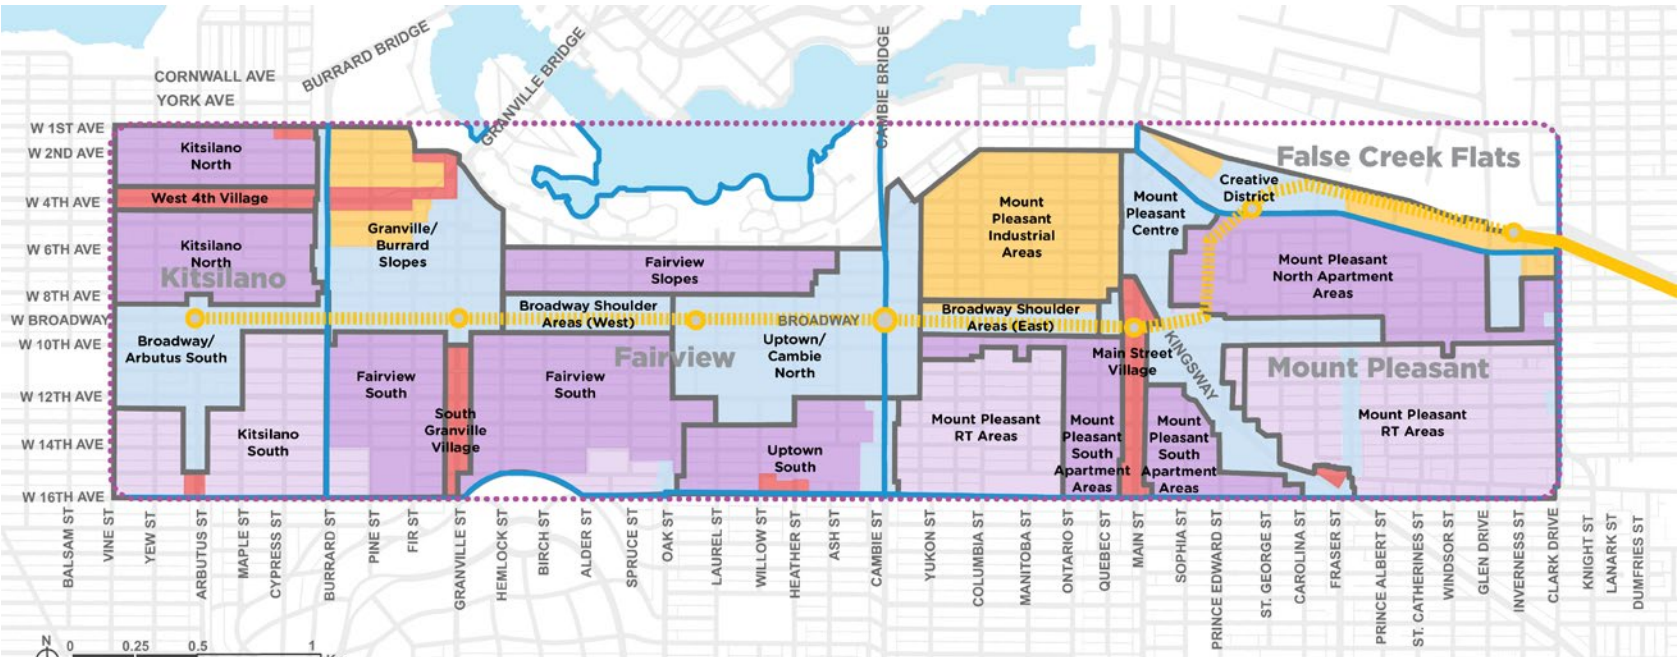 CORNWALL AVE
YORK AVE
BURRARD BRIDGE
GRANVILLE BRIDGE
CAMBIE BRIDGE
W 1ST AVE
W 2ND AVE
W 4TH AVE
W 6TH AVE
W 8TH AVE
W BROADWAY
W 10TH AVE
W 12TH AVE
W 14TH AVE
W 16TH AVE
Kitsilano
North
West 4th Village
Kitsilano
North
Kitsilano
Broadway/
Arbutus South
Kitsilano
South
Granville/
Burrard
Slopes
Fairview
South
South
Granville
Village
Fairview
Slopes
Broadway Shoulder
Areas (West)
Fairview
Fairview
South
BROADWAY
Uptown/
Cambie
North
Uptown
South
Mount
Pleasant
Industrial
Areas
Broadway Shoulder
Areas (East)
Mount Pleasant
RT Areas
Mount
Pleasant
South
Apartment
Areas
Main Street
Village
KINGSWAY
Mount
Pleasant
South
Apartment
Areas
Mount
Pleasant
Centre
Creative
District
False Creek Flats
Mount Pleasant
North Apartment
Areas
Mount Pleasant
Mount Pleasant
RT Areas
BALSAM ST
VINE ST
YEW ST
ARBUTUS ST
MAPLE ST
CYPRESS ST
BURRARD ST
PINE ST
FIR ST
GRANVILLE ST
HEMLOCK ST
BIRCH ST
ALDER ST
SPRUCE ST
OAK ST
LAUREL ST
WILLOW ST
HEATHER ST
ASH ST
CAMBIE ST
YUKON ST
COLUMBIA ST
MANITOBA ST
ONTARIO ST
QUEBEC ST
MAIN ST
SOPHIA ST
PRINCE EDWARD ST
ST. GEORGE ST
CAROLINA ST
FRASER ST
PRINCE ALBERT ST
ST. CATHERINES ST
WINDSOR ST
GLEN DRIVE
INVERNESS ST
CLARK DRIVE
KNIGHT ST
LANARK ST
DUMFRIES ST
N
0 0.25 0.5 1